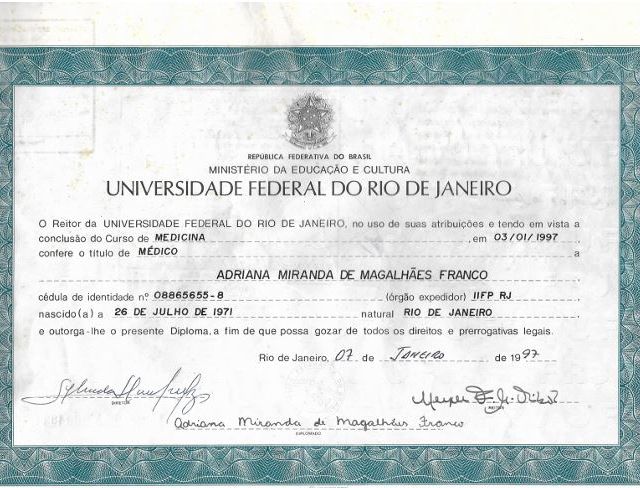 REPÚBLICA FEDERATIVA DO BRASIL
MINISTÉRIO DA EDUCAÇÃO E CULTURA
UNIVERSIDADE FEDERAL DO RIO DE JANEIRO
O Reitor da UNIVERSIDADE FEDERAL DO RIO DE JANEIRO, no uso de suas atribuições e tendo em vista a
conclusão do Curso de MEDICINA , em 03/01/1997
confere o título de MÉDICO a
ADRIANA MIRANDA DE MAGALHÃES FRANCO
cédula de identidade nº 08865655-8 (órgão expedidor) IIFP RJ
nascido(a) a 26 DE JULHO DE 1971 natural RIO DE JANEIRO
e outorga-lhe o presente Diploma, a fim de que possa gozar de todos os direitos e prerrogativas legais.
Rio de Janeiro, 07 de Janeiro de 1997
DIRETOR
REITOR
Adriana Miranda de Magalhães Franco
DIPLOMADO